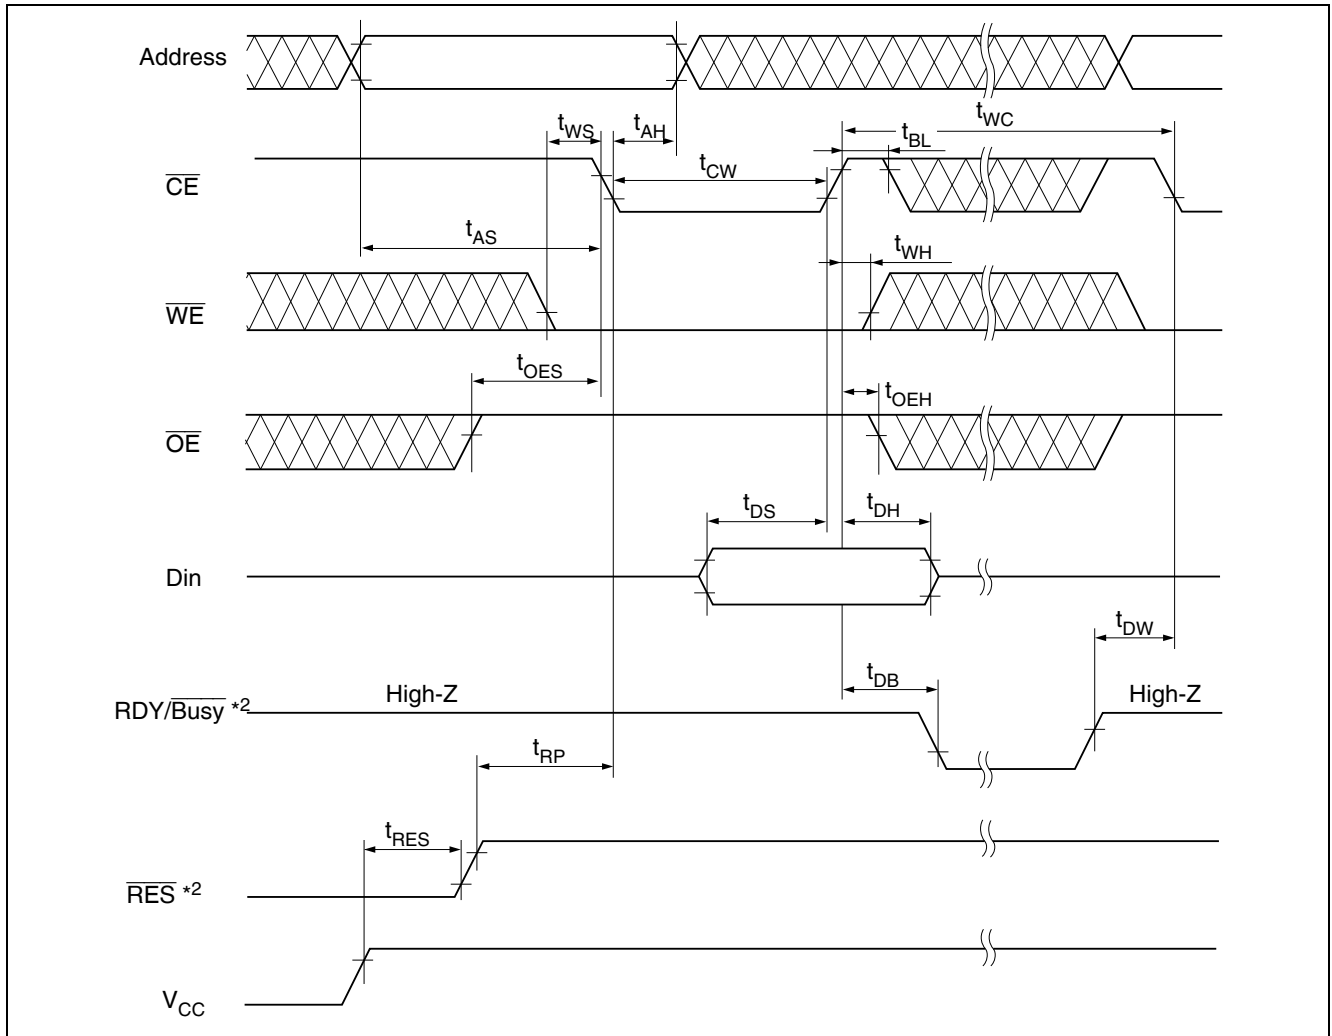 Address
tWC
tWS
tAH
tBL
CE
tCW
tAS
tWH
WE
tOES
tOEH
OE
tDS
tDH
Din
tDW
tDB
RDY/Busy *2
High-Z
High-Z
tRP
tRES
RES *2
VCC